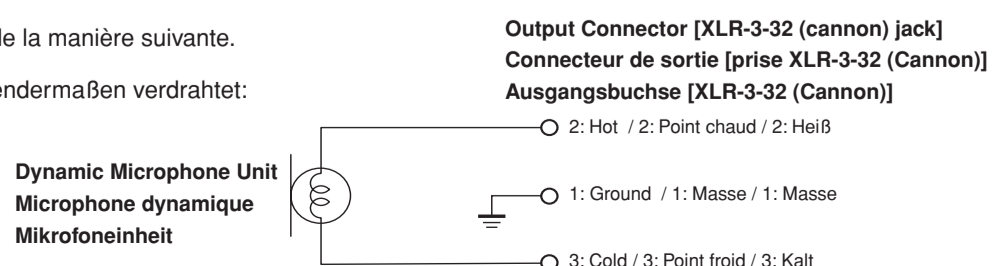 de la manière suivante.
endermaßen verdrahtet:
Output Connector [XLR-3-32 (cannon) jack]
Connecteur de sortie [prise XLR-3-32 (Cannon)]
Ausgangsbuchse [XLR-3-32 (Cannon)]
2: Hot / 2: Point chaud / 2: Heiß
Dynamic Microphone Unit
Microphone dynamique
Mikrofoneinheit
1: Ground / 1: Masse / 1: Masse
3: Cold / 3: Point froid / 3: Kalt